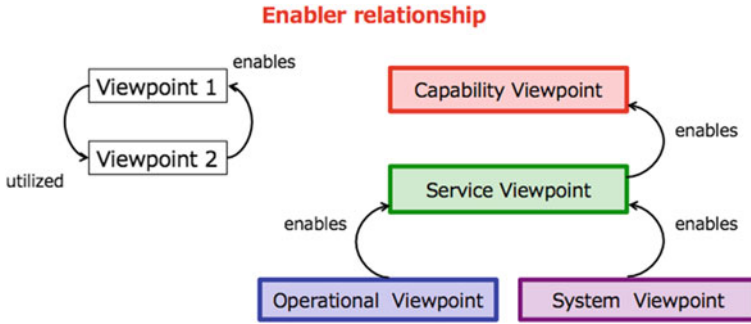 Enabler relationship
enables
Viewpoint 1
Capability Viewpoint
enables
Viewpoint 2
utilized
Service Viewpoint
enables
enables
Operational Viewpoint
System Viewpoint